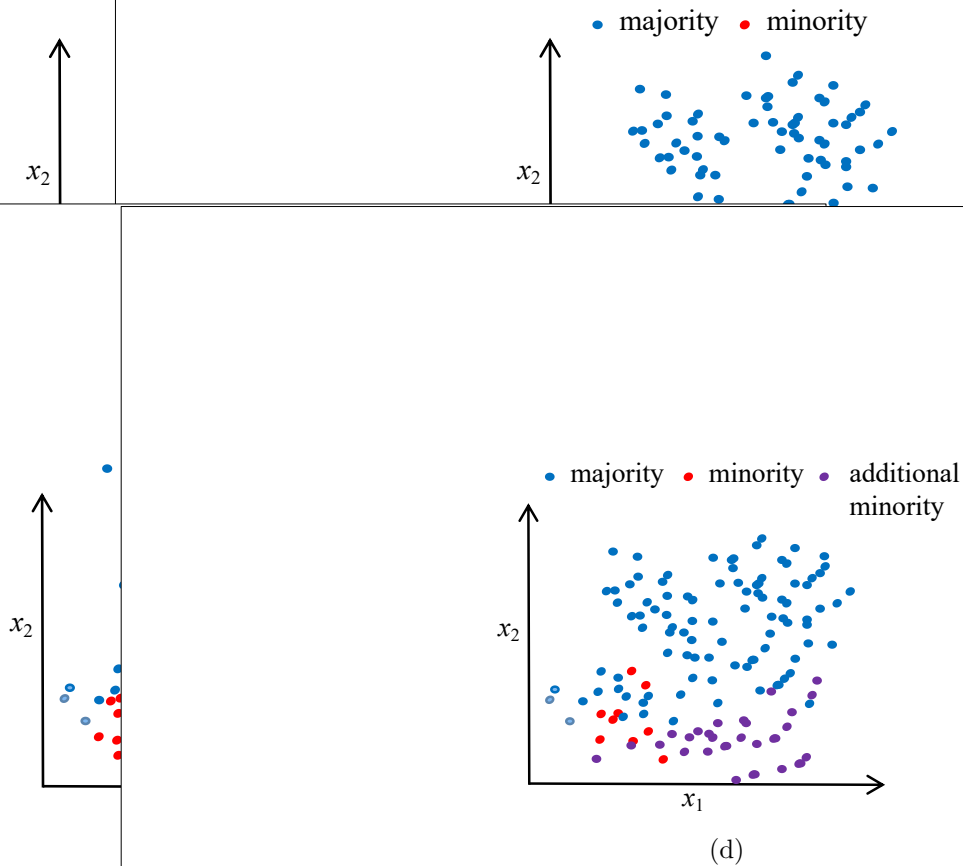 majority minority
x₂
x₂
majority minority additional
minority
x₂
x₂
x₁
(d)